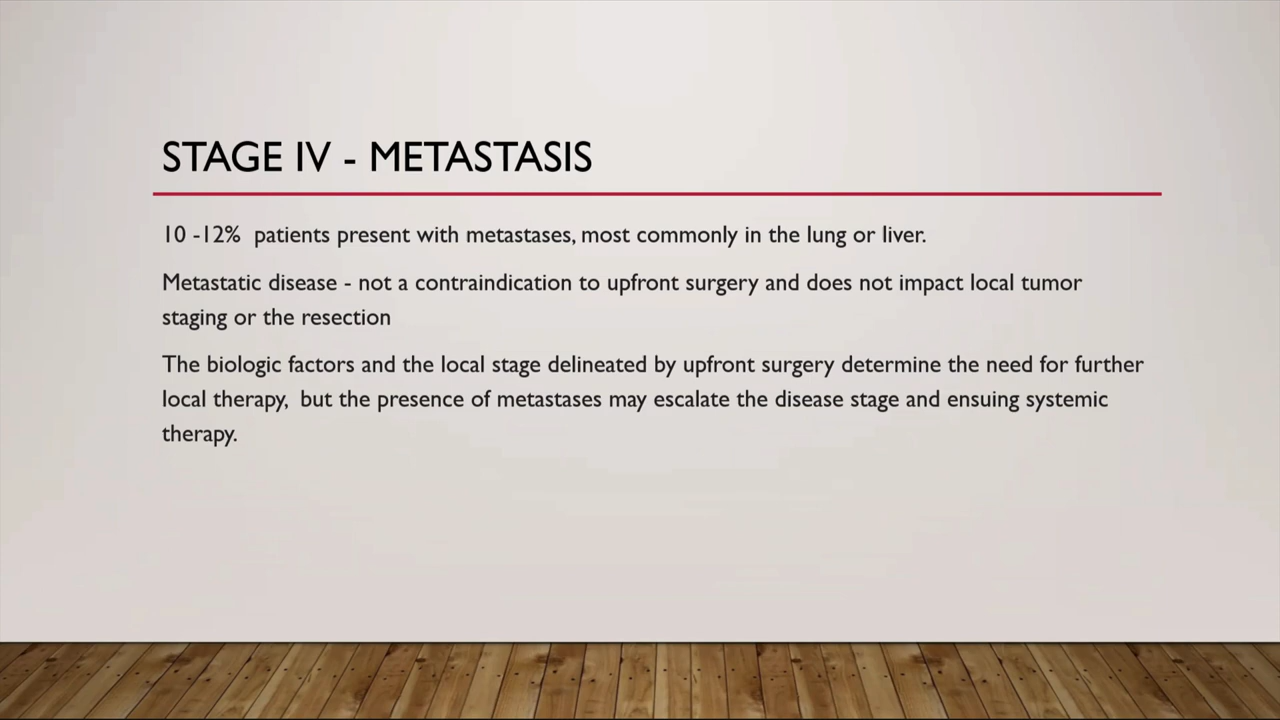 STAGE IV - METASTASIS
10 -12%  patients present with metastases, most commonly in the lung or liver.
Metastatic disease - not a contraindication to upfront surgery and does not impact local tumor
staging or the resection
The biologic factors and the local stage delineated by upfront surgery determine the need for further
local therapy,  but the presence of metastases may escalate the disease stage and ensuing systemic
therapy.